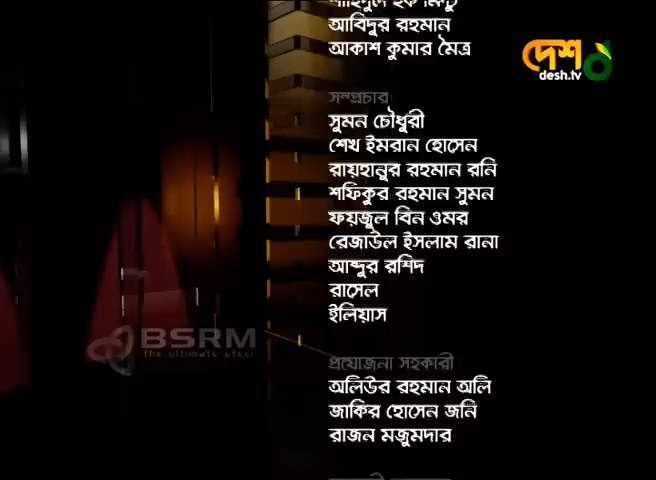 আবিদুর রহমান
আকাশ কুমার মৈত্র
দেশ
desh.tv
সম্প্রচার
সুমন চৌধুরী
শেখ ইমরান হোসেন
রায়হানুর রহমান রনি
শফিকুর রহমান সুমন
ফয়জুল বিন ওমর
রেজাউল ইসলাম রানা
আব্দুর রশিদ
রাসেল
ইলিয়াস
BSRM
the ultimate steel
প্রযোজনা সহকারী
অলিউর রহমান অলি
জাকির হোসেন জনি
রাজন মজুমদার